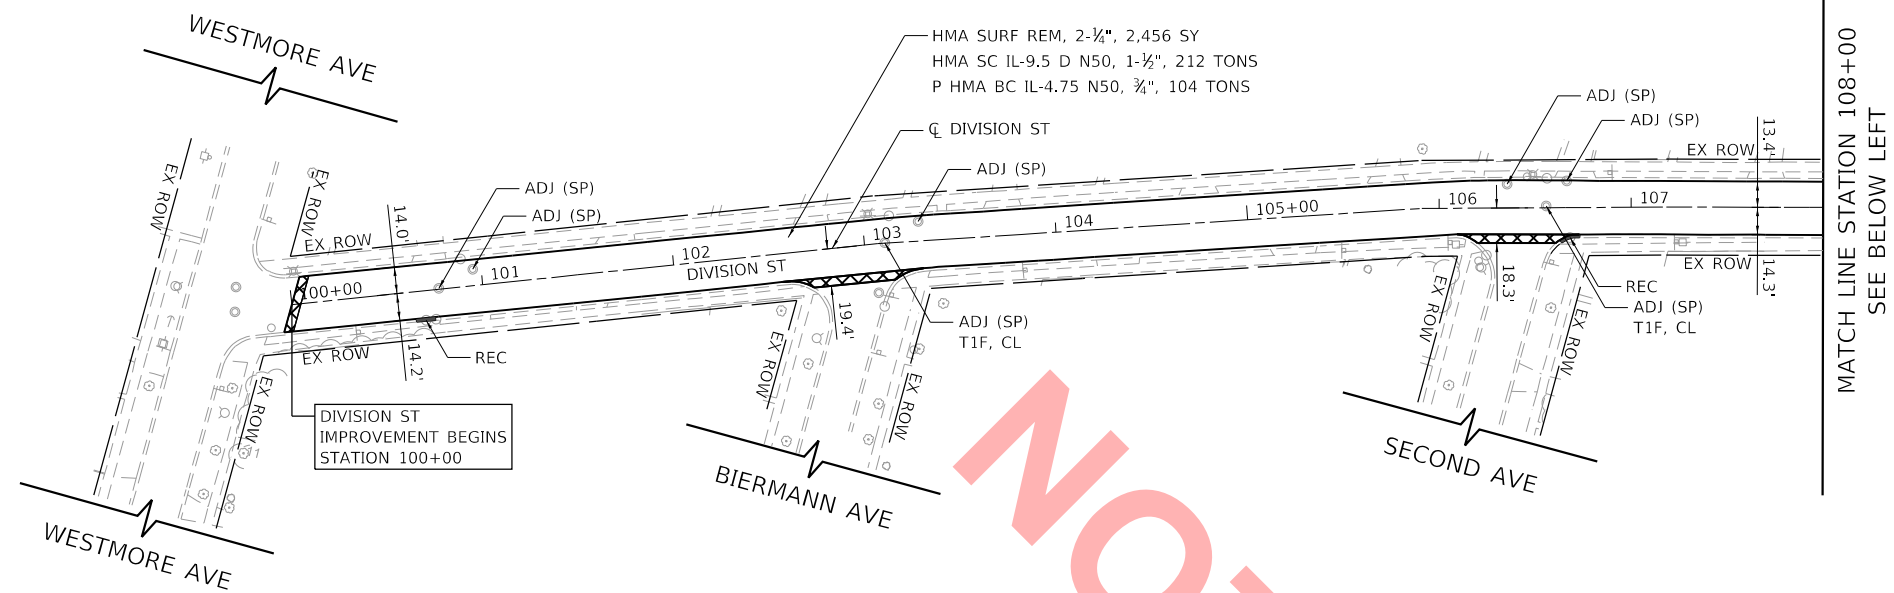 WESTMORE AVE
HMA SURF REM, 2-¼", 2,456 SY
HMA SC IL-9.5 D N50, 1-½", 212 TONS
P HMA BC IL-4.75 N50, ¾", 104 TONS
℄ DIVISION ST
ADJ (SP)
ADJ (SP)
ADJ (SP)
ADJ (SP)
ADJ (SP)
EX ROW
EX ROW
EX ROW
EX ROW
EX ROW
13.4'
14.0'
100+00
101
102
103
104
105+00
106
107
DIVISION ST
MATCH LINE STATION 108+00
SEE BELOW LEFT
EX ROW
14.3'
18.3'
19.4'
14.2'
REC
ADJ (SP)
T1F, CL
ADJ (SP)
T1F, CL
REC
EX ROW
EX ROW
EX ROW
EX ROW
EX ROW
EX ROW
DIVISION ST
IMPROVEMENT BEGINS
STATION 100+00
BIERMANN AVE
SECOND AVE
WESTMORE AVE